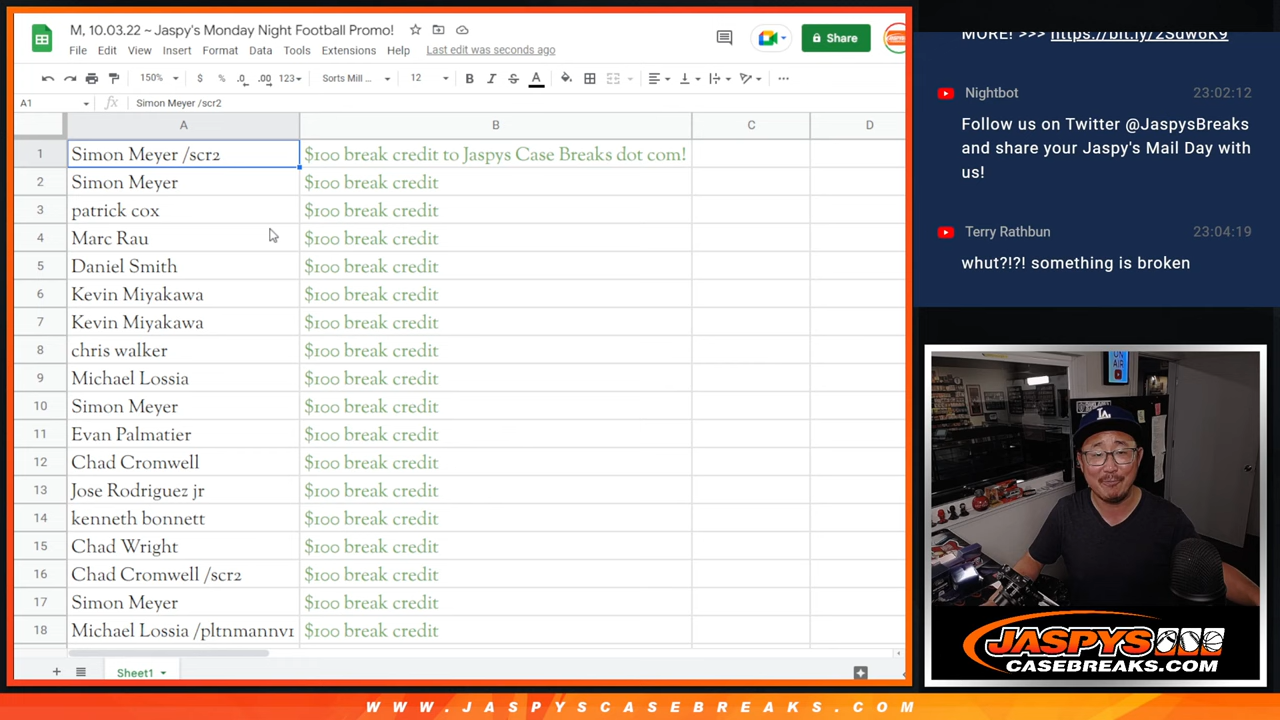 M, 10.03.22 ~ Jaspy's Monday Night Football Promo!
File Edit View Insert Format Data Tools Extensions Help Last edit was seconds ago
Share
150% $ % .0 .00 123 Sorts Mill ... 12 B I S A
A1 fx Simon Meyer /scr2
A B C D
1 Simon Meyer /scr2 $100 break credit to Jaspys Case Breaks dot com!
2 Simon Meyer $100 break credit
3 patrick cox $100 break credit
4 Marc Rau $100 break credit
5 Daniel Smith $100 break credit
6 Kevin Miyakawa $100 break credit
7 Kevin Miyakawa $100 break credit
8 chris walker $100 break credit
9 Michael Lossia $100 break credit
10 Simon Meyer $100 break credit
11 Evan Palmatier $100 break credit
12 Chad Cromwell $100 break credit
13 Jose Rodriguez jr $100 break credit
14 kenneth bonnett $100 break credit
15 Chad Wright $100 break credit
16 Chad Cromwell /scr2 $100 break credit
17 Simon Meyer $100 break credit
18 Michael Lossia /pltnmannv1 $100 break credit
Sheet1
MORE! >>> https://bit.ly/2Sdw6K9
Nightbot 23:02:12
Follow us on Twitter @JaspysBreaks
and share your Jaspy's Mail Day with
us!
Terry Rathbun 23:04:19
whut?!?! something is broken
ON
AIR
LA
JASPYS
CASEBREAKS.COM
WWW.JASPYSCASEBREAKS.COM